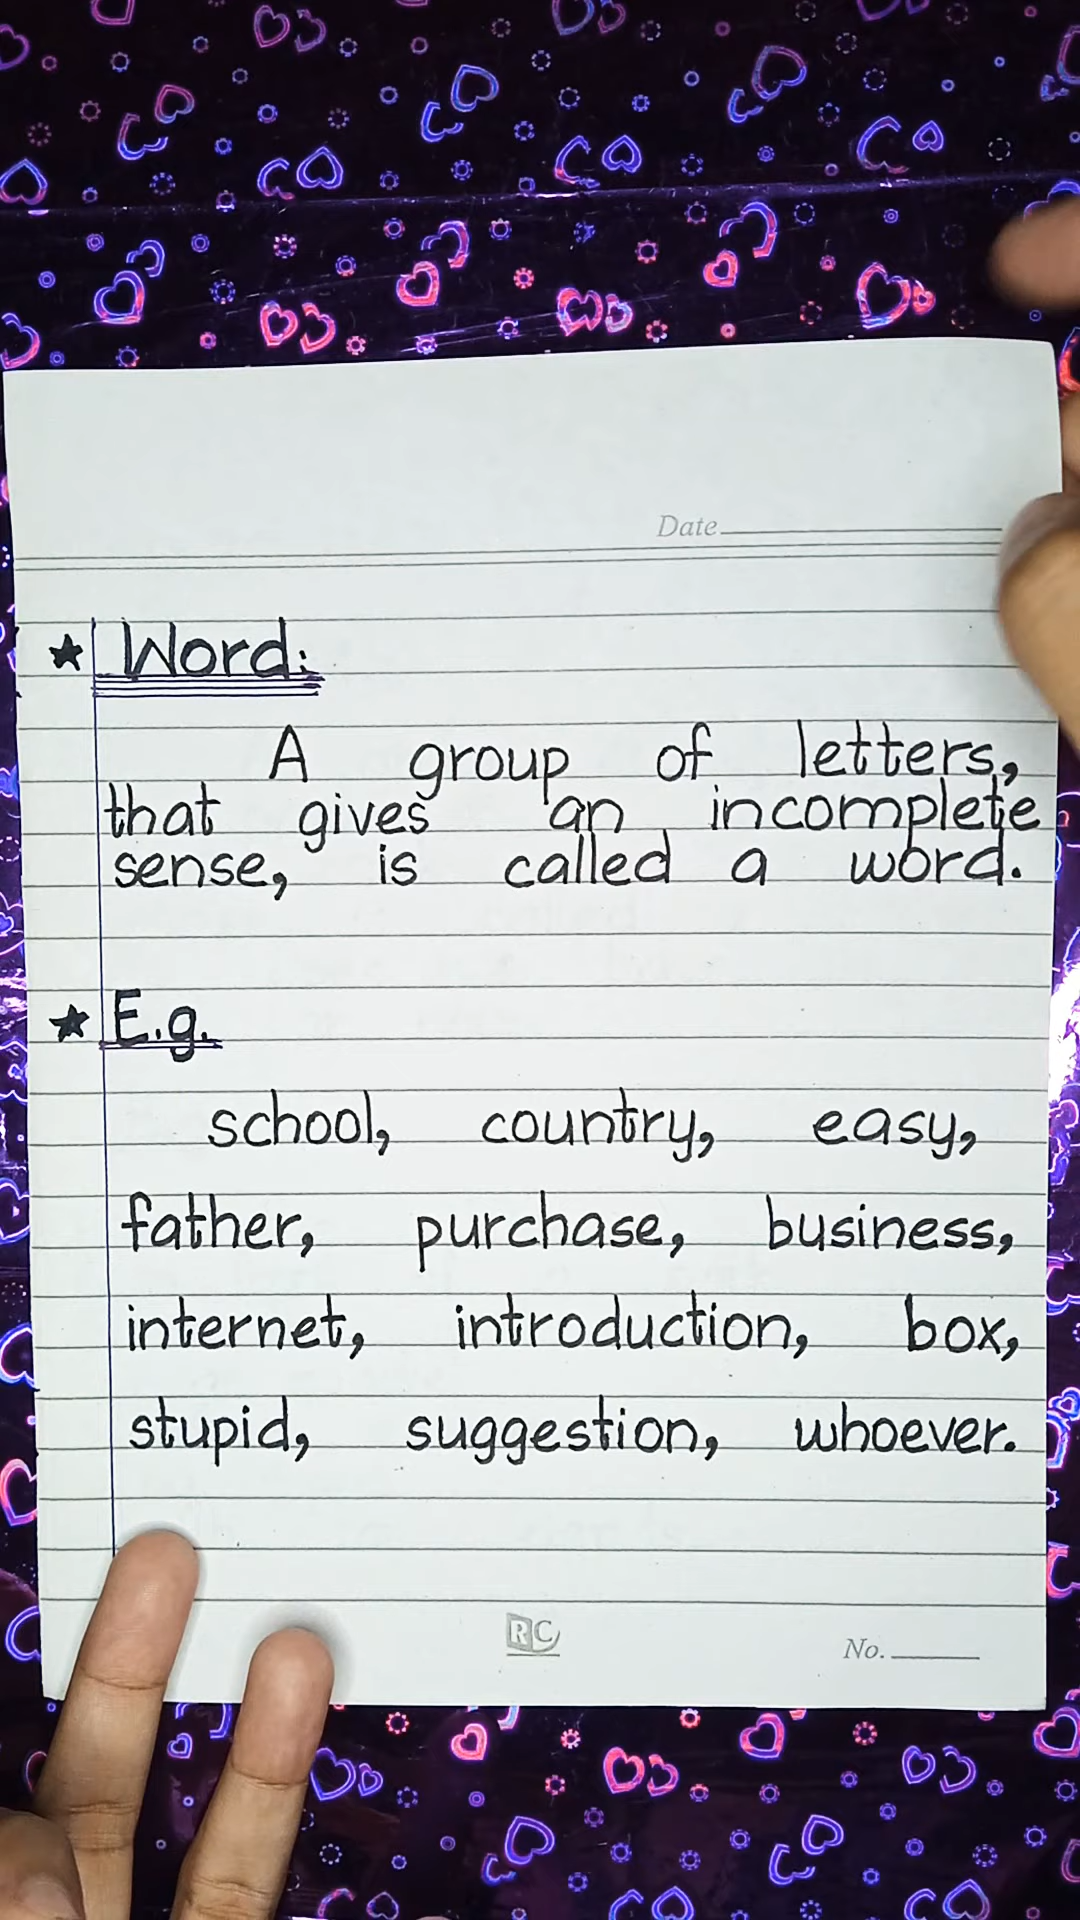 Date
★ Word:
A group of letters,
that gives an incomplete
sense, is called a word.
★ E.g.
school, country, easy,
father, purchase, business,
internet, introduction, box,
stupid, suggestion, whoever.
RC
No.